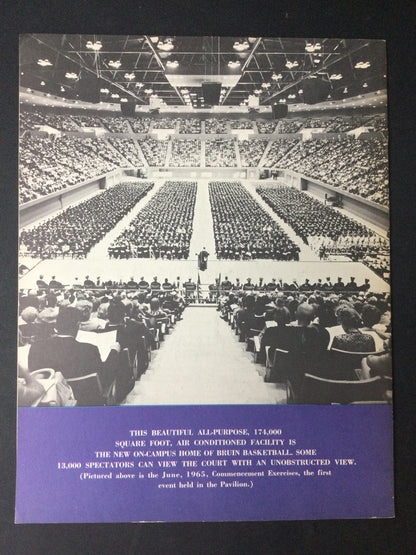 THIS BEAUTIFUL ALL-PURPOSE, 174,000
SQUARE FOOT, AIR CONDITIONED FACILITY IS
THE NEW ON-CAMPUS HOME OF BRUIN BASKETBALL. SOME
13,000 SPECTATORS CAN VIEW THE COURT WITH AN UNOBSTRUCTED VIEW.
(Pictured above is the June, 1965, Commencement Exercises, the first
event held in the Pavilion.)